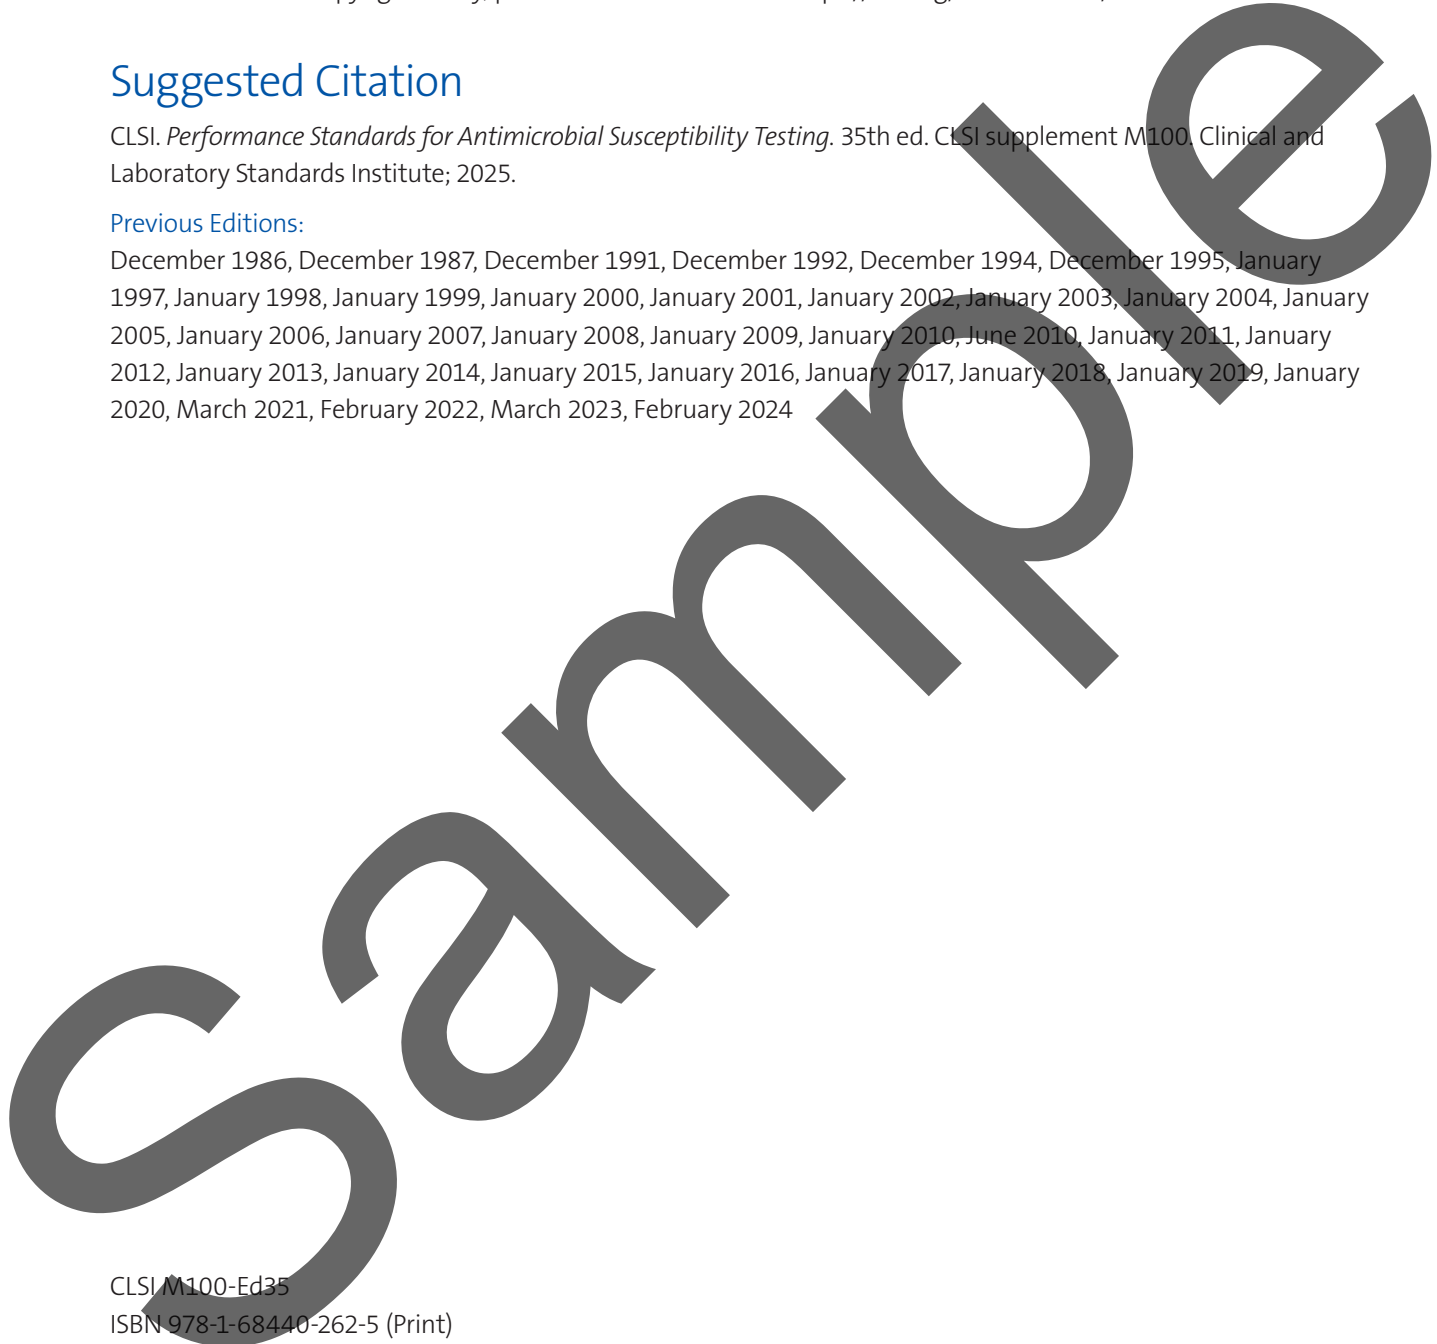 Suggested Citation
CLSI. Performance Standards for Antimicrobial Susceptibility Testing. 35th ed. CLSI supplement M100. Clinical and
Laboratory Standards Institute; 2025.
Previous Editions:
December 1986, December 1987, December 1991, December 1992, December 1994, December 1995, January
1997, January 1998, January 1999, January 2000, January 2001, January 2002, January 2003, January 2004, January
2005, January 2006, January 2007, January 2008, January 2009, January 2010, June 2010, January 2011, January
2012, January 2013, January 2014, January 2015, January 2016, January 2017, January 2018, January 2019, January
2020, March 2021, February 2022, March 2023, February 2024
Sample
CLSI M100-Ed35
ISBN 978-1-68440-262-5 (Print)